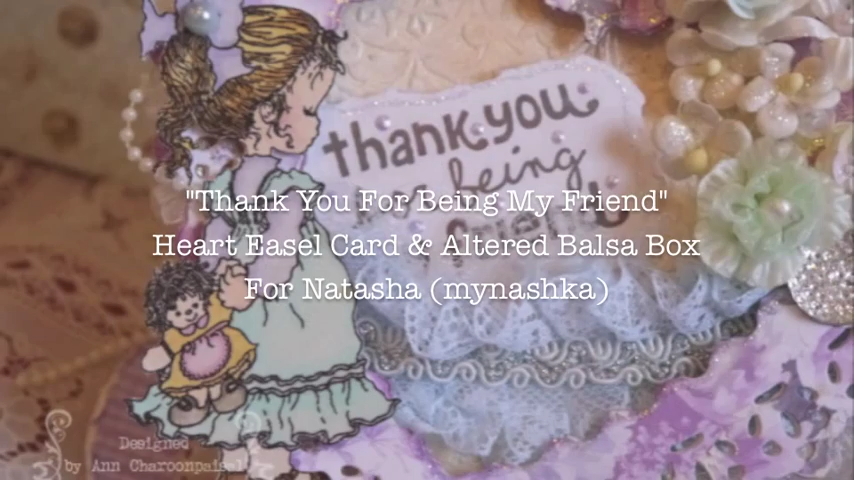 thank you
being
"Thank You For Being My Friend"
Heart Easel Card & Altered Balsa Box
For Natasha (mynashka)
Designed
by Ann Charoonpaisal